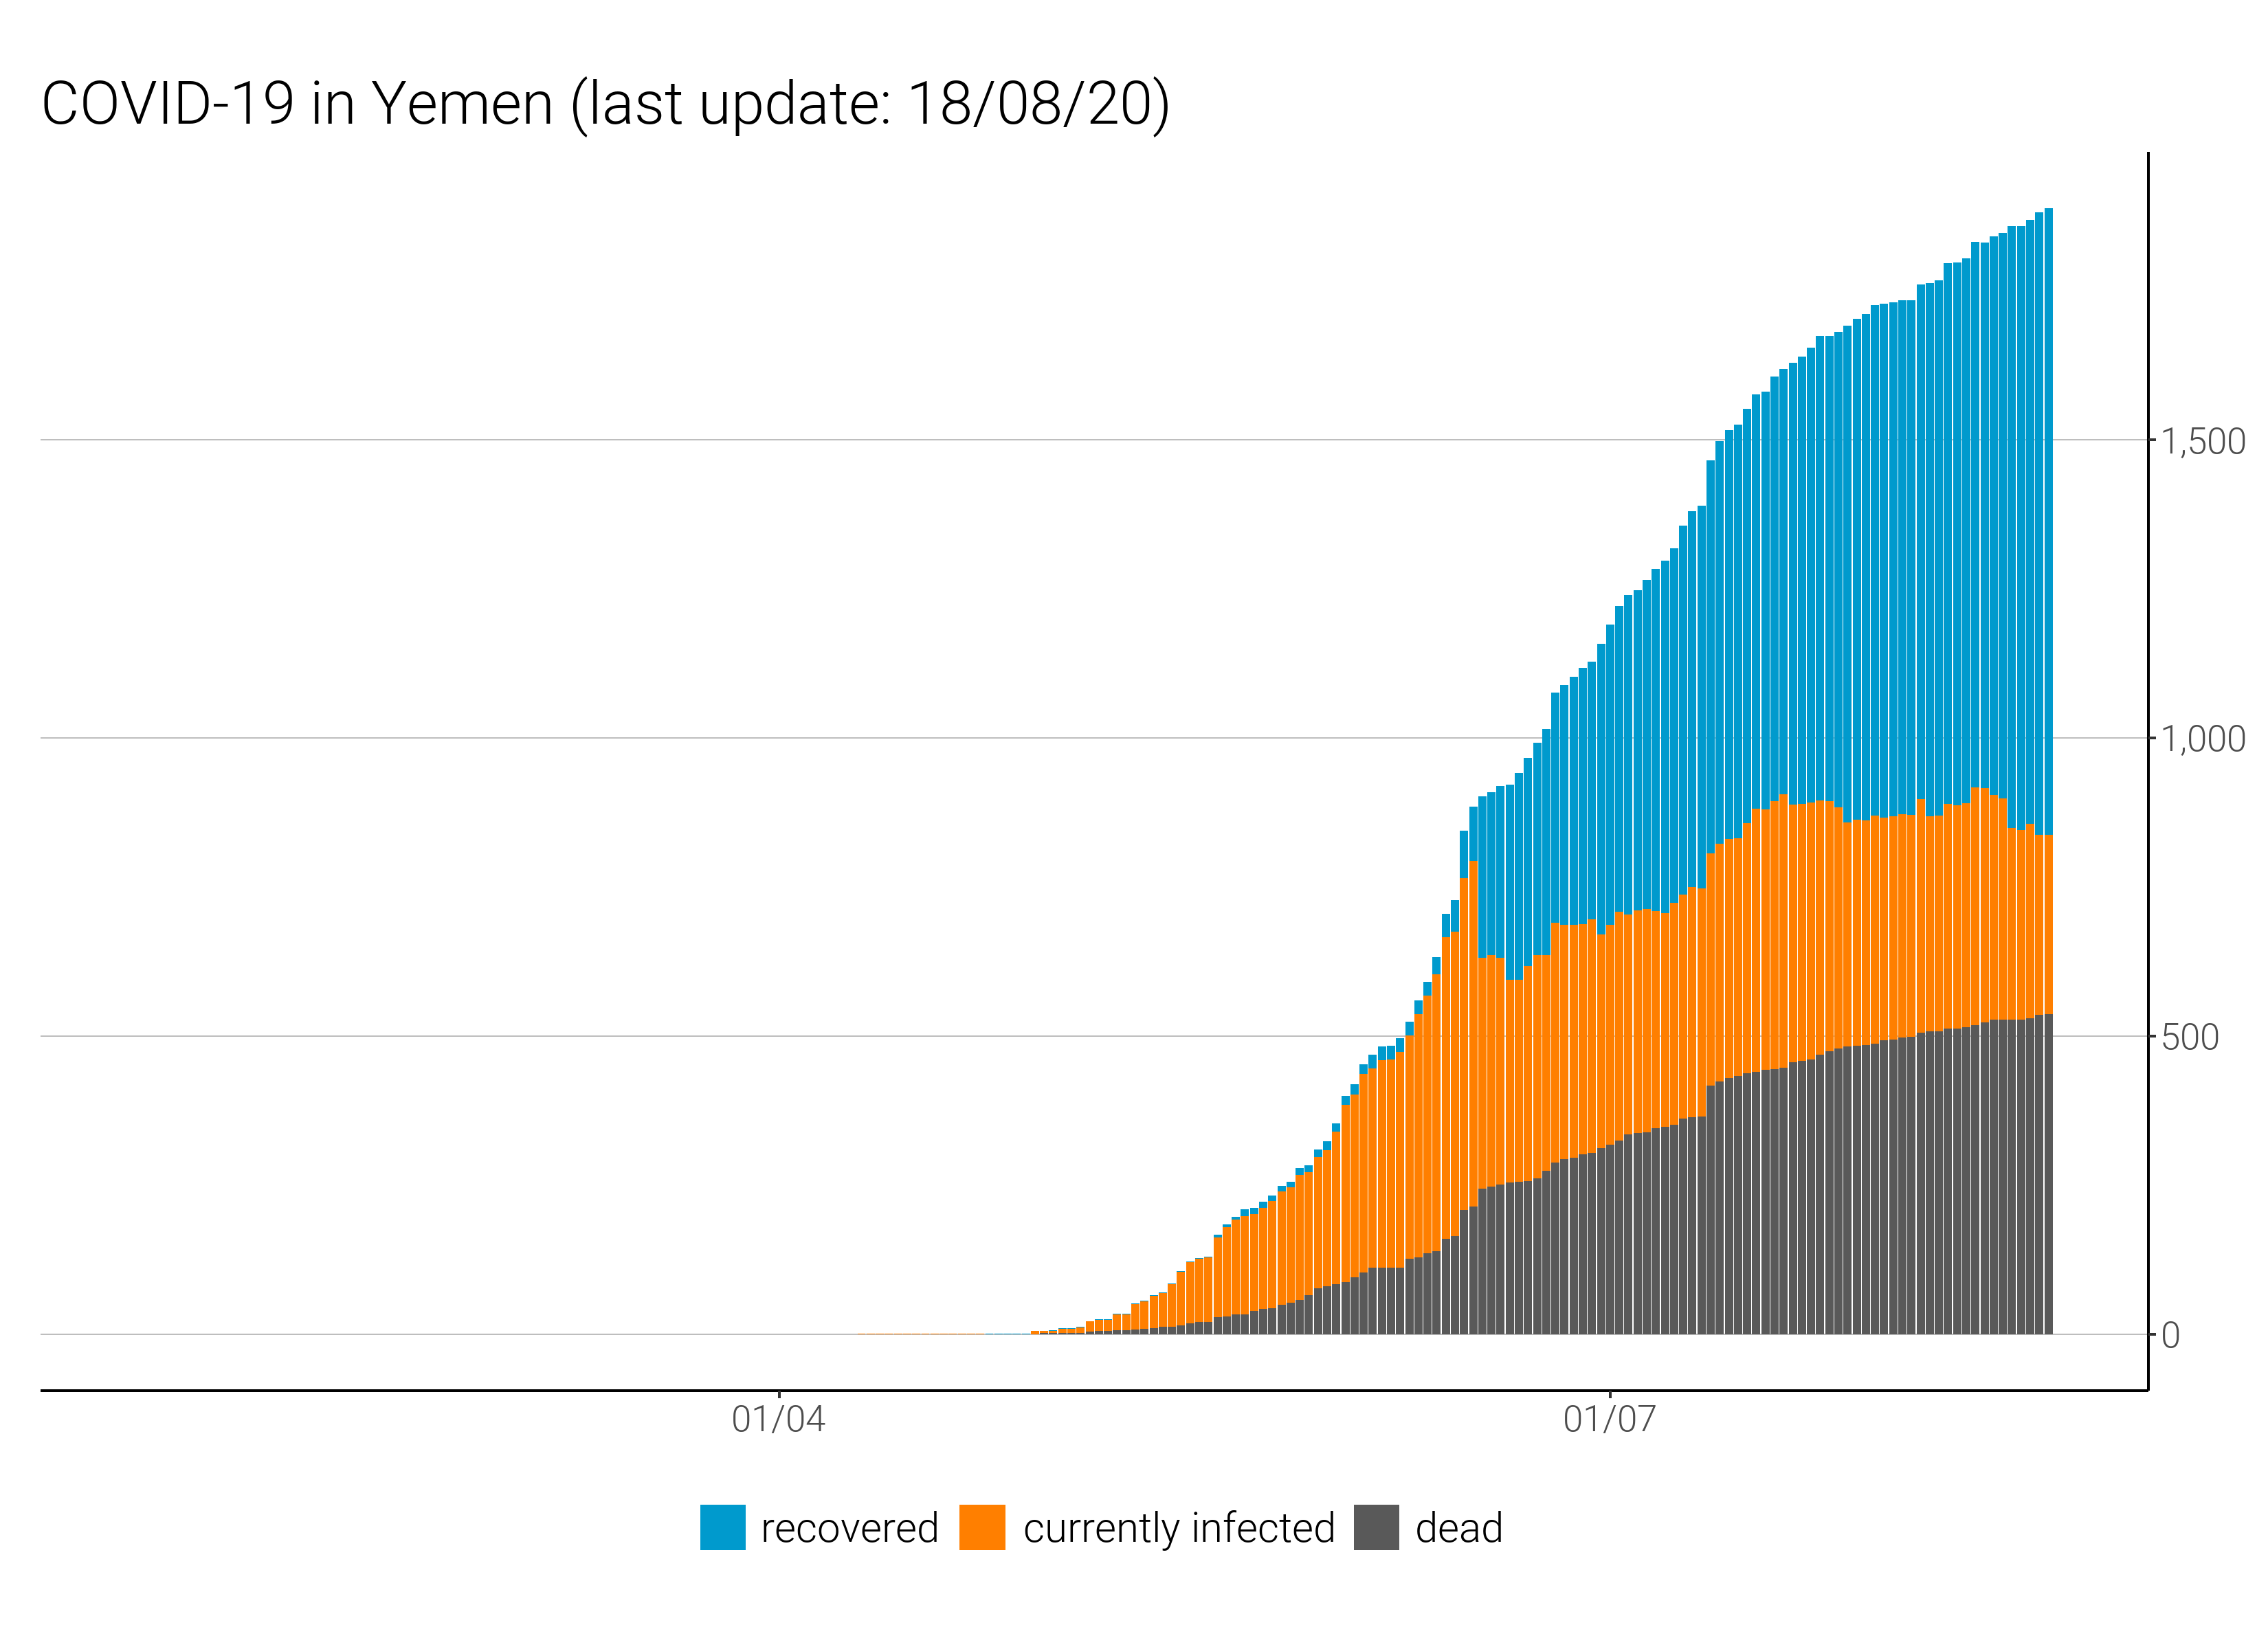 COVID-19 in Yemen (last update: 18/08/20)
1,500
1,000
500
0
01/04 01/07
recovered currently infected dead